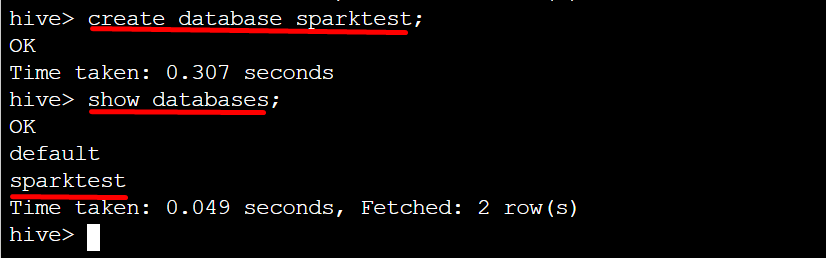 hive> create database sparktest;
OK
Time taken: 0.307 seconds
hive> show databases;
OK
default
sparktest
Time taken: 0.049 seconds, Fetched: 2 row(s)
hive>